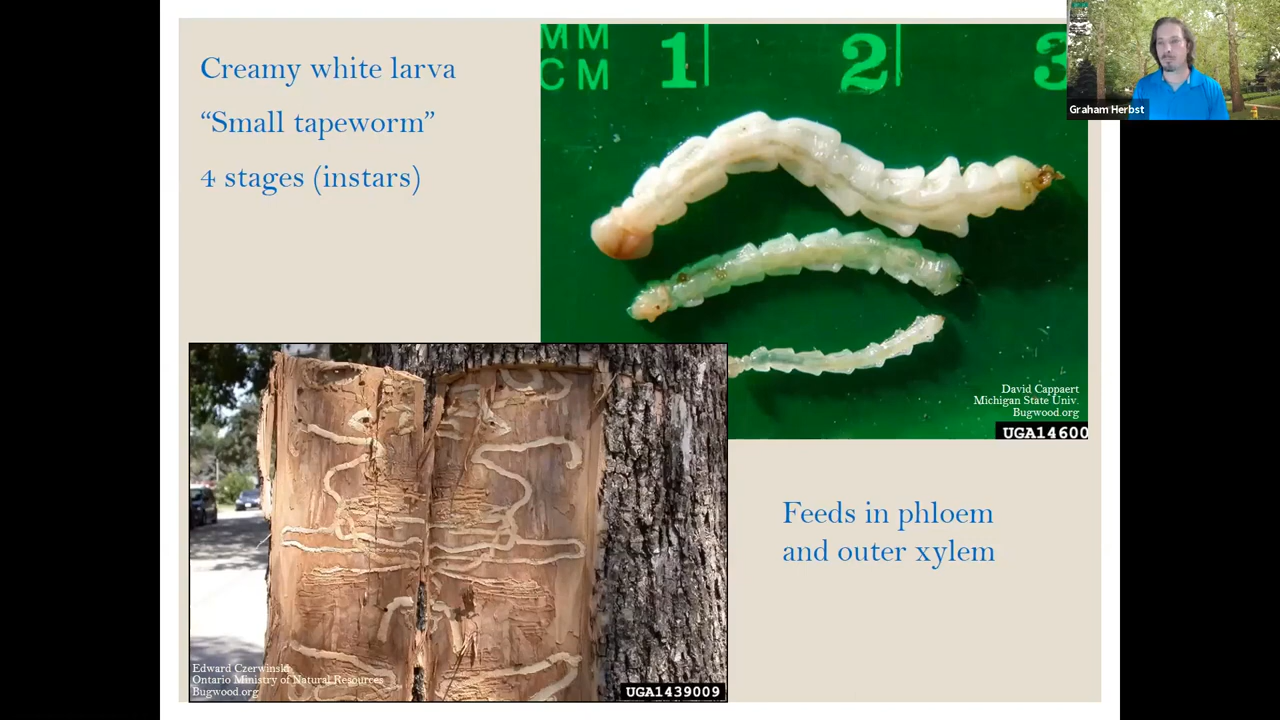 Creamy white larva
“Small tapeworm”
4 stages (instars)
MM
CM
1
2
3
Graham Herbst
David Cappaert
Michigan State Univ.
Bugwood.org
UGA14600
Edward Czerwinski
Ontario Ministry of Natural Resources
Bugwood.org
UGA1439009
Feeds in phloem
and outer xylem